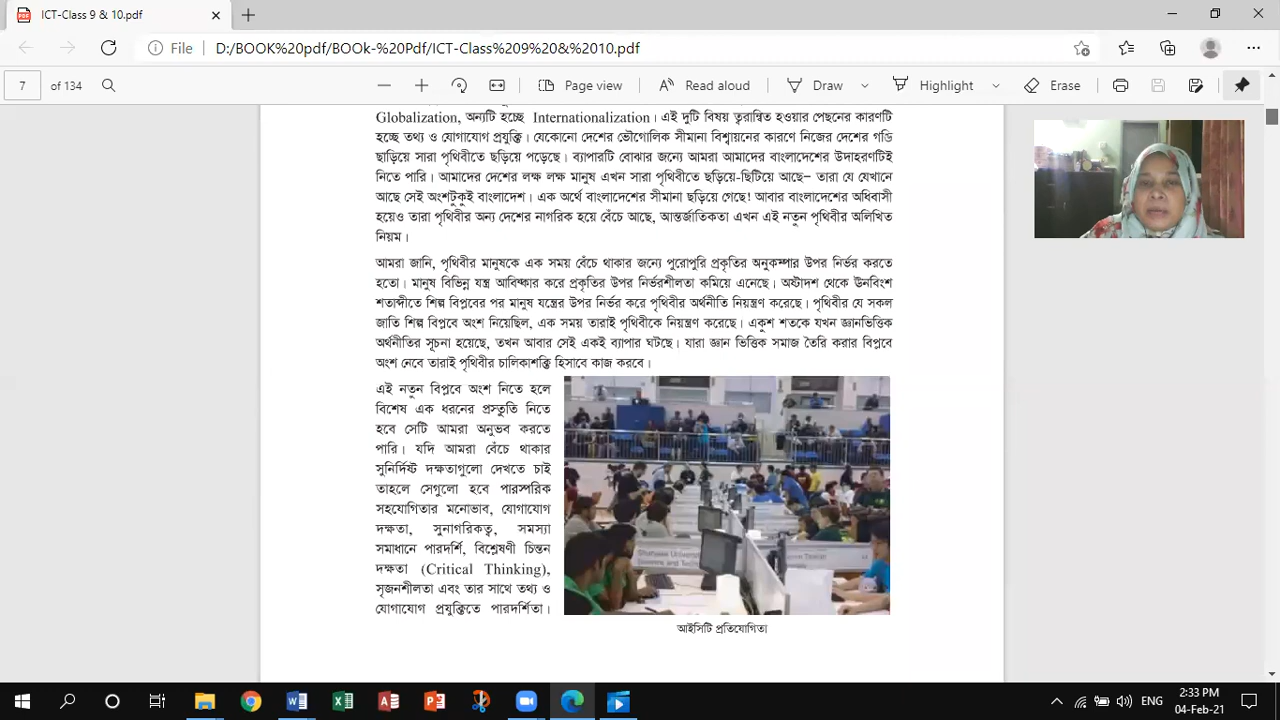 ICT-Class 9 & 10.pdf
File D:/BOOK%20pdf/BOOk-%20Pdf/ICT-Class%209%20&%2010.pdf
7 of 134 Page view Read aloud Draw Highlight Erase
Globalization, অন্যটি হচ্ছে Internationalization। এই দুটি বিষয় ত্বরান্বিত হওয়ার পেছনের কারণটি
হচ্ছে তথ্য ও যোগাযোগ প্রযুক্তি। যেকোনো দেশের ভৌগোলিক সীমানা বিশ্বায়নের কারণে নিজের দেশের গন্ডি
ছাড়িয়ে সারা পৃথিবীতে ছড়িয়ে পড়েছে। ব্যাপারটি বোঝার জন্যে আমরা আমাদের বাংলাদেশের উদাহরণটিই
নিতে পারি। আমাদের দেশের লক্ষ লক্ষ মানুষ এখন সারা পৃথিবীতে ছড়িয়ে-ছিটিয়ে আছে– তারা যে যেখানে
আছে সেই অংশটুকুই বাংলাদেশ। এক অর্থে বাংলাদেশের সীমানা ছড়িয়ে গেছে! আবার বাংলাদেশের অধিবাসী
হয়েও তারা পৃথিবীর অন্য দেশের নাগরিক হয়ে বেঁচে আছে, আন্তর্জাতিকতা এখন এই নতুন পৃথিবীর অলিখিত
নিয়ম।
আমরা জানি, পৃথিবীর মানুষকে এক সময় বেঁচে থাকার জন্যে পুরোপুরি প্রকৃতির অনুকম্পার উপর নির্ভর করতে
হতো। মানুষ বিভিন্ন যন্ত্র আবিষ্কার করে প্রকৃতির উপর নির্ভরশীলতা কমিয়ে এনেছে। অষ্টাদশ থেকে ঊনবিংশ
শতাব্দীতে শিল্প বিপ্লবের পর মানুষ যন্ত্রের উপর নির্ভর করে পৃথিবীর অর্থনীতি নিয়ন্ত্রণ করেছে। পৃথিবীর যে সকল
জাতি শিল্প বিপ্লবে অংশ নিয়েছিল, এক সময় তারাই পৃথিবীকে নিয়ন্ত্রণ করেছে। একুশ শতকে যখন জ্ঞানভিত্তিক
অর্থনীতির সূচনা হয়েছে, তখন আবার সেই একই ব্যাপার ঘটছে। যারা জ্ঞান ভিত্তিক সমাজ তৈরি করার বিপ্লবে
অংশ নেবে তারাই পৃথিবীর চালিকাশক্তি হিসাবে কাজ করবে।
এই নতুন বিপ্লবে অংশ নিতে হলে
বিশেষ এক ধরনের প্রস্তুতি নিতে
হবে সেটি আমরা অনুভব করতে
পারি। যদি আমরা বেঁচে থাকার
সুনির্দিষ্ট দক্ষতাগুলো দেখতে চাই
তাহলে সেগুলো হবে পারস্পরিক
সহযোগিতার মনোভাব, যোগাযোগ
দক্ষতা, সুনাগরিকত্ব, সমস্যা
সমাধানে পারদর্শি, বিশ্লেষণী চিন্তন
দক্ষতা (Critical Thinking),
সৃজনশীলতা এবং তার সাথে তথ্য ও
যোগাযোগ প্রযুক্তিতে পারদর্শিতা।
আইসিটি প্রতিযোগিতা
ENG 2:33 PM
04-Feb-21